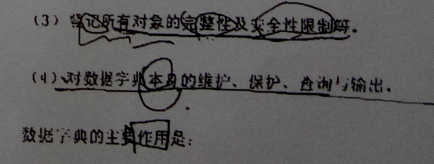 (3) 登记所有对象的完整性及安全性限制等。
(4) 对数据字典本身的维护、保护、查询与输出。
数据字典的主要作用是: